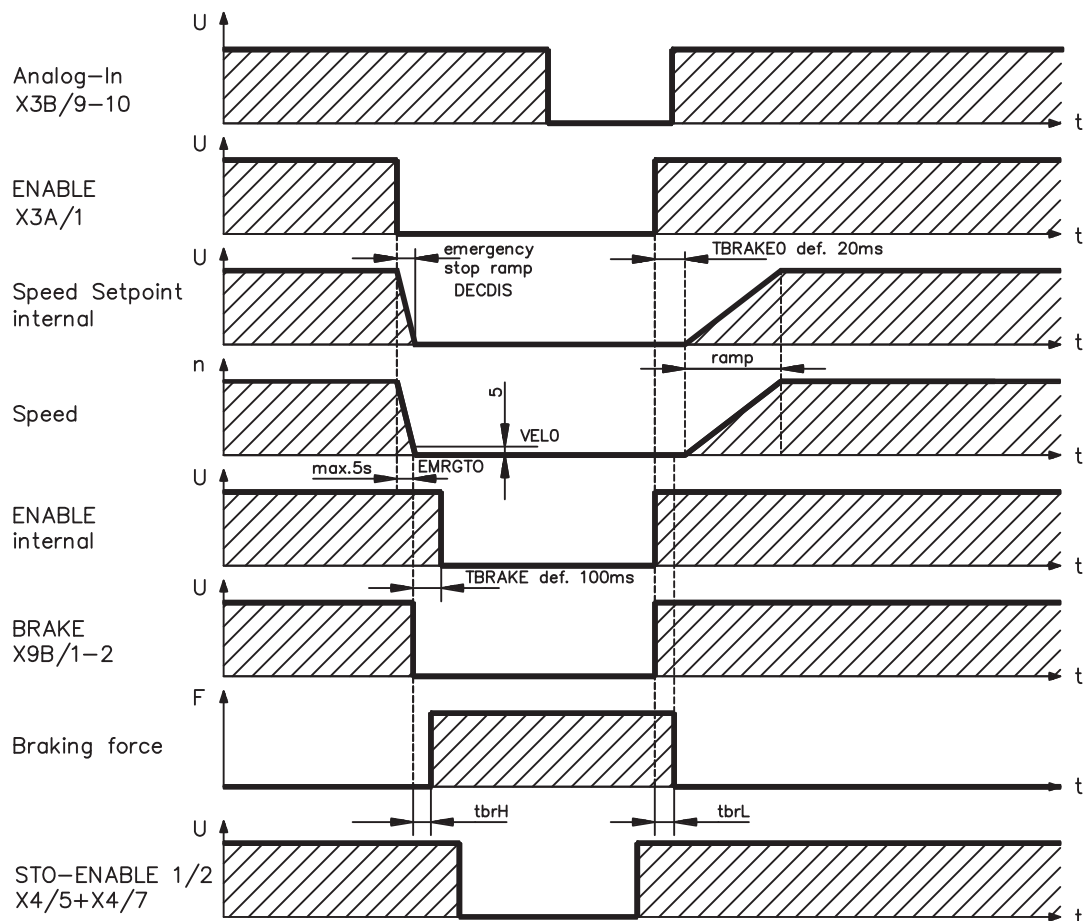 U
Analog-In
X3B/9-10
t
U
ENABLE
X3A/1
t
U
emergency
stop ramp
DECDIS
TBRAKE0 def. 20ms
Speed Setpoint
internal
t
ramp
n
Speed
5
VEL0
t
max.5s
EMRGTO
U
ENABLE
internal
t
TBRAKE def. 100ms
U
BRAKE
X9B/1-2
t
F
Braking force
t
tbrH
tbrL
U
STO-ENABLE 1/2
X4/5+X4/7
t